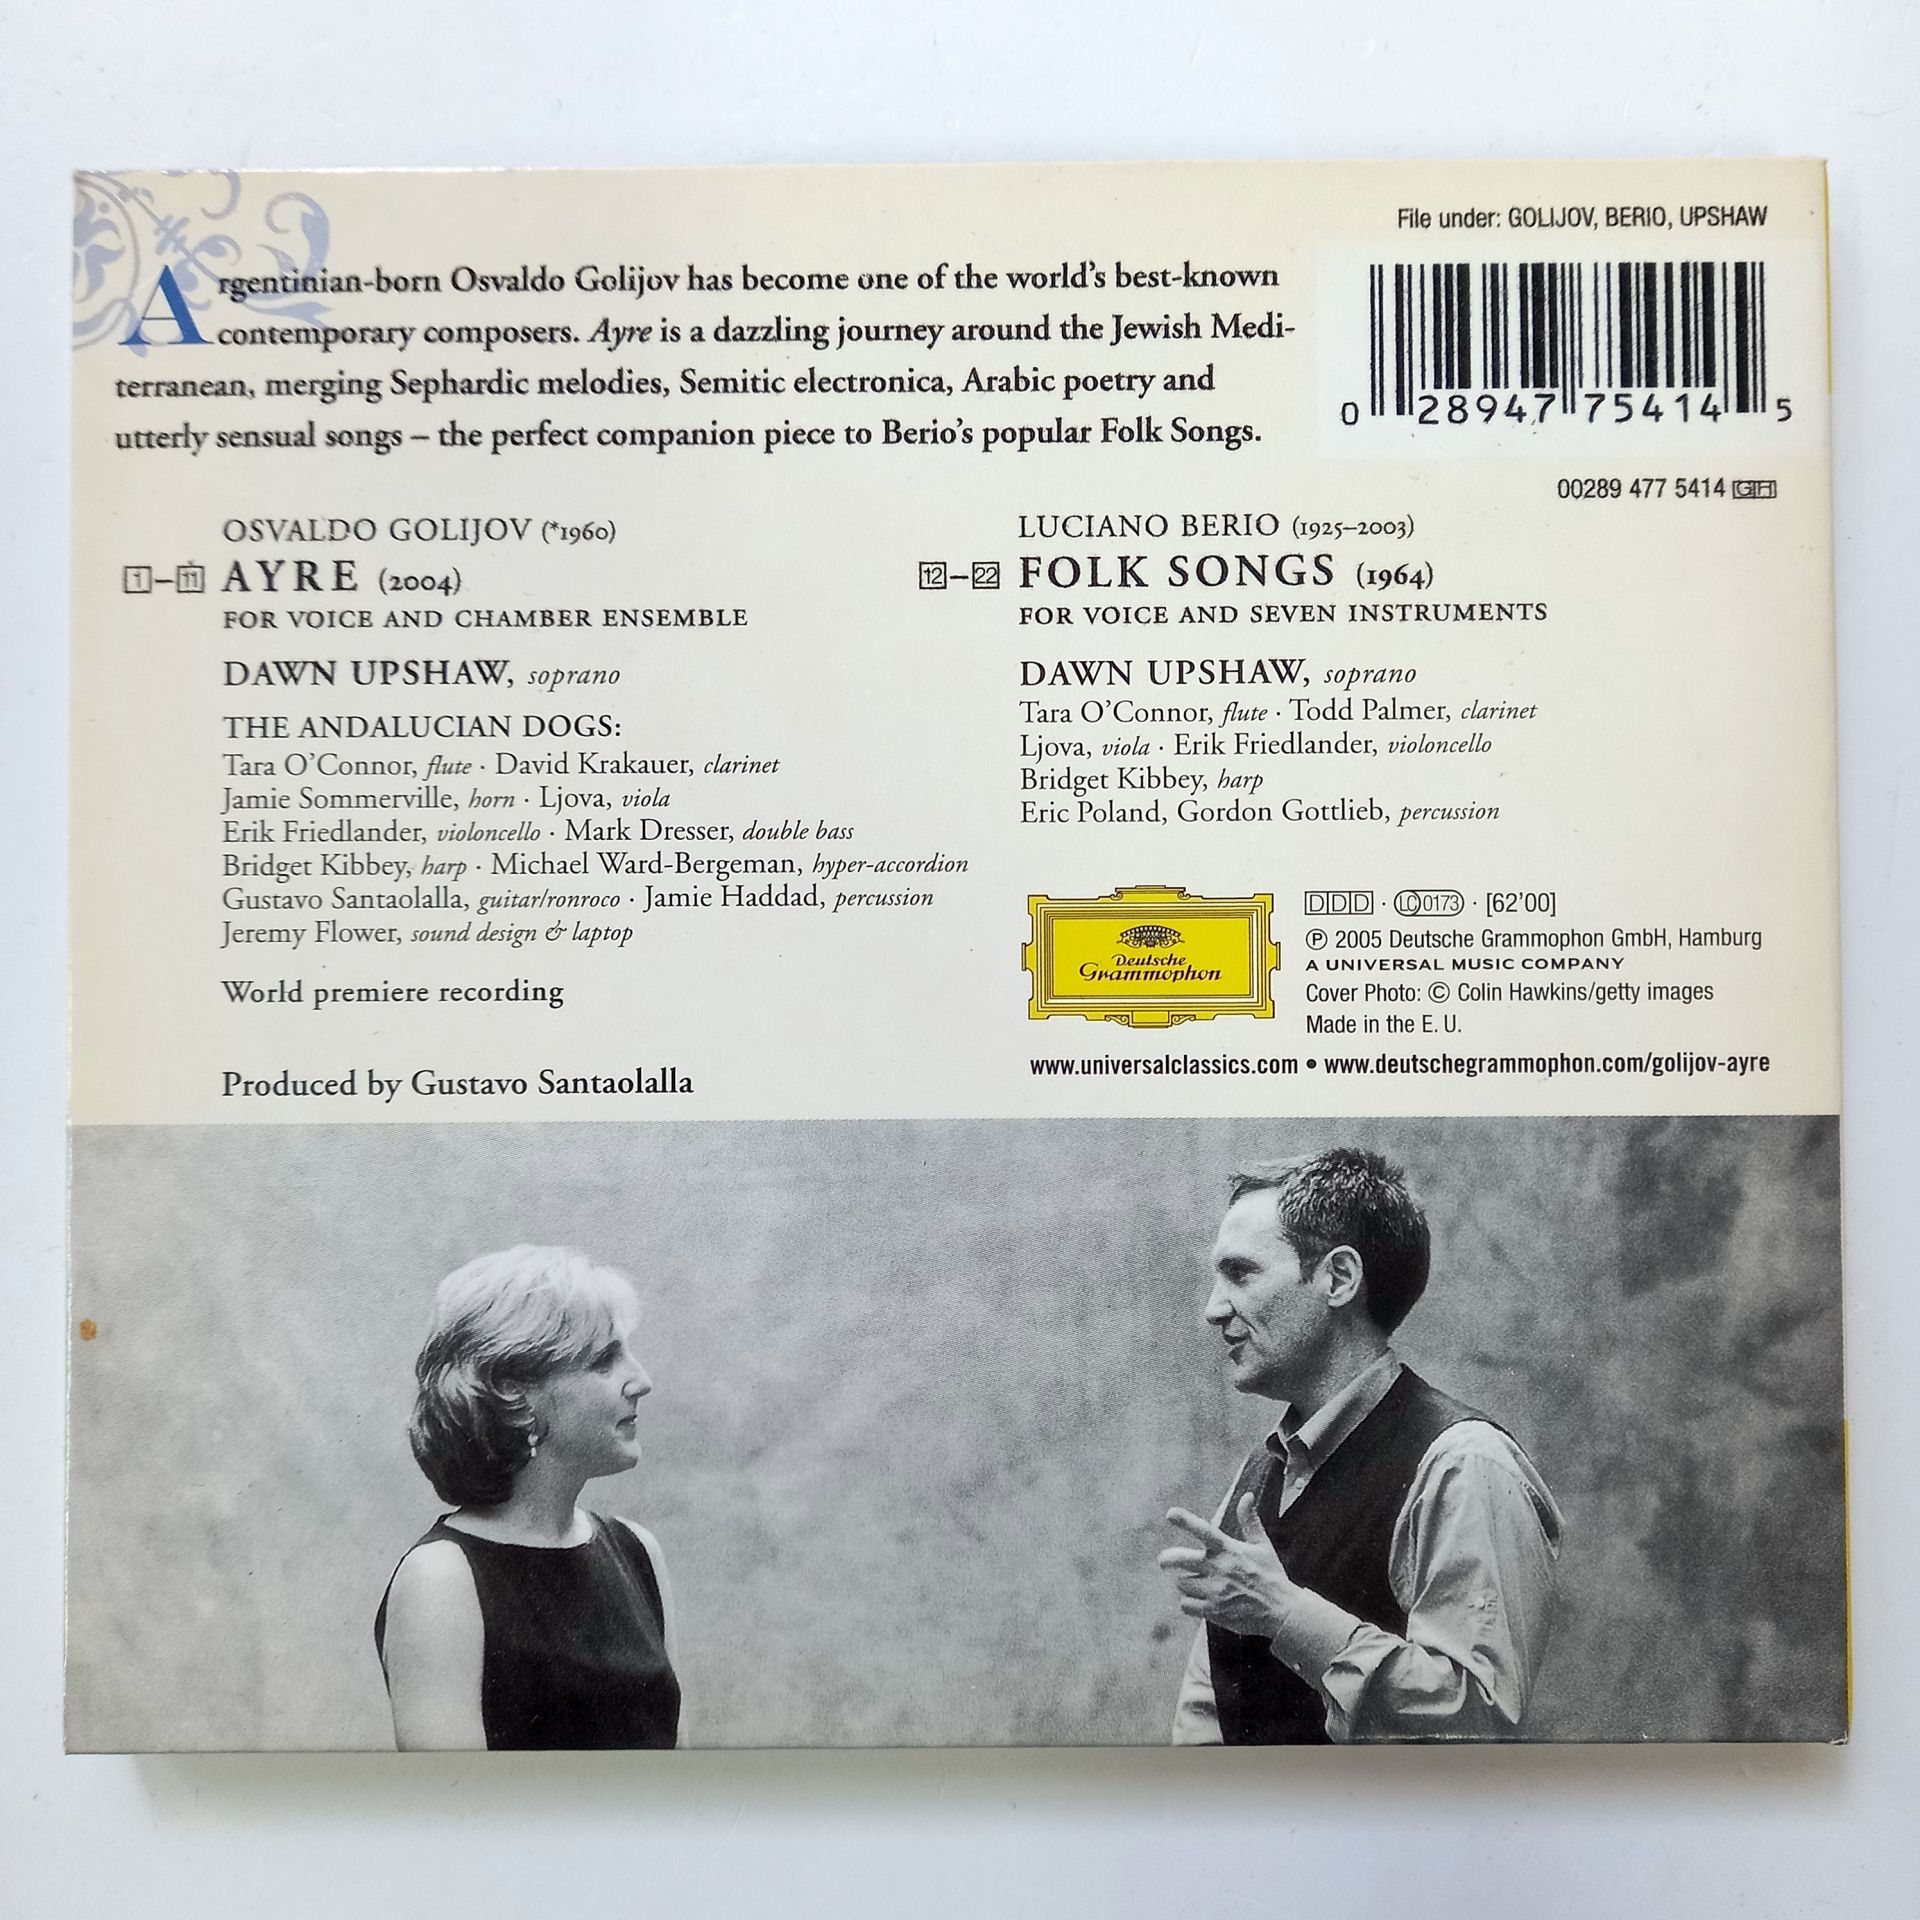 File under: GOLIJOV, BERIO, UPSHAW
Argentinian-born Osvaldo Golijov has become one of the world's best-known
contemporary composers. Ayre is a dazzling journey around the Jewish Medi-
terranean, merging Sephardic melodies, Semitic electronica, Arabic poetry and
utterly sensual songs – the perfect companion piece to Berio's popular Folk Songs.
0 28947 75414 5
00289 477 5414 GH
OSVALDO GOLIJOV (*1960)
1–11 AYRE (2004)
FOR VOICE AND CHAMBER ENSEMBLE
DAWN UPSHAW, soprano
THE ANDALUCIAN DOGS:
Tara O'Connor, flute · David Krakauer, clarinet
Jamie Sommerville, horn · Ljova, viola
Erik Friedlander, violoncello · Mark Dresser, double bass
Bridget Kibbey, harp · Michael Ward-Bergeman, hyper-accordion
Gustavo Santaolalla, guitar/ronroco · Jamie Haddad, percussion
Jeremy Flower, sound design & laptop
World premiere recording
Produced by Gustavo Santaolalla
LUCIANO BERIO (1925–2003)
12–22 FOLK SONGS (1964)
FOR VOICE AND SEVEN INSTRUMENTS
DAWN UPSHAW, soprano
Tara O'Connor, flute · Todd Palmer, clarinet
Ljova, viola · Erik Friedlander, violoncello
Bridget Kibbey, harp
Eric Poland, Gordon Gottlieb, percussion
Deutsche
Grammophon
DDD · LC 0173 · [62'00]
℗ 2005 Deutsche Grammophon GmbH, Hamburg
A UNIVERSAL MUSIC COMPANY
Cover Photo: © Colin Hawkins/getty images
Made in the E. U.
www.universalclassics.com • www.deutschegrammophon.com/golijov-ayre